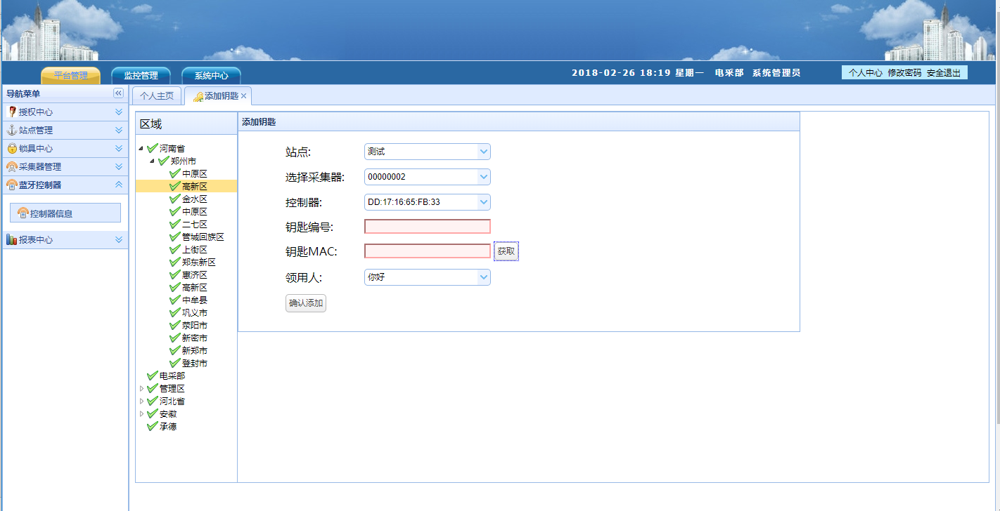 平台管理 监控管理 系统中心 2018-02-26 18:19 星期一 电采部 系统管理员 个人中心 修改密码 安全退出
导航菜单
授权中心
站点管理
锁具中心
采集器管理
蓝牙控制器
控制器信息
报表中心
个人主页 添加钥匙
区域
河南省
郑州市
中原区
高新区
金水区
中原区
二七区
管城回族区
上街区
郑东新区
惠济区
高新区
中牟县
巩义市
荥阳市
新密市
新郑市
登封市
电采部
管理区
河北省
安徽
承德
添加钥匙
站点: 测试
选择采集器: 00000002
控制器: DD:17:16:65:FB:33
钥匙编号:
钥匙MAC: 获取
领用人: 你好
确认添加